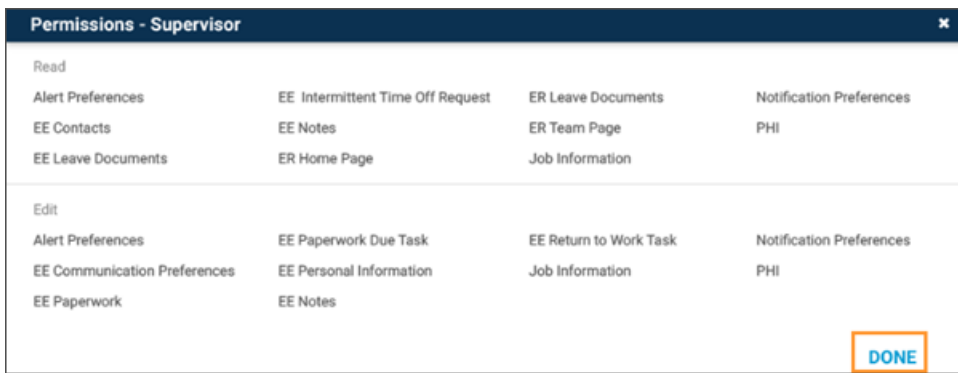 Permissions - Supervisor
Read
Alert Preferences EE Intermittent Time Off Request ER Leave Documents Notification Preferences
EE Contacts EE Notes ER Team Page PHI
EE Leave Documents ER Home Page Job Information
Edit
Alert Preferences EE Paperwork Due Task EE Return to Work Task Notification Preferences
EE Communication Preferences EE Personal Information Job Information PHI
EE Paperwork EE Notes
DONE